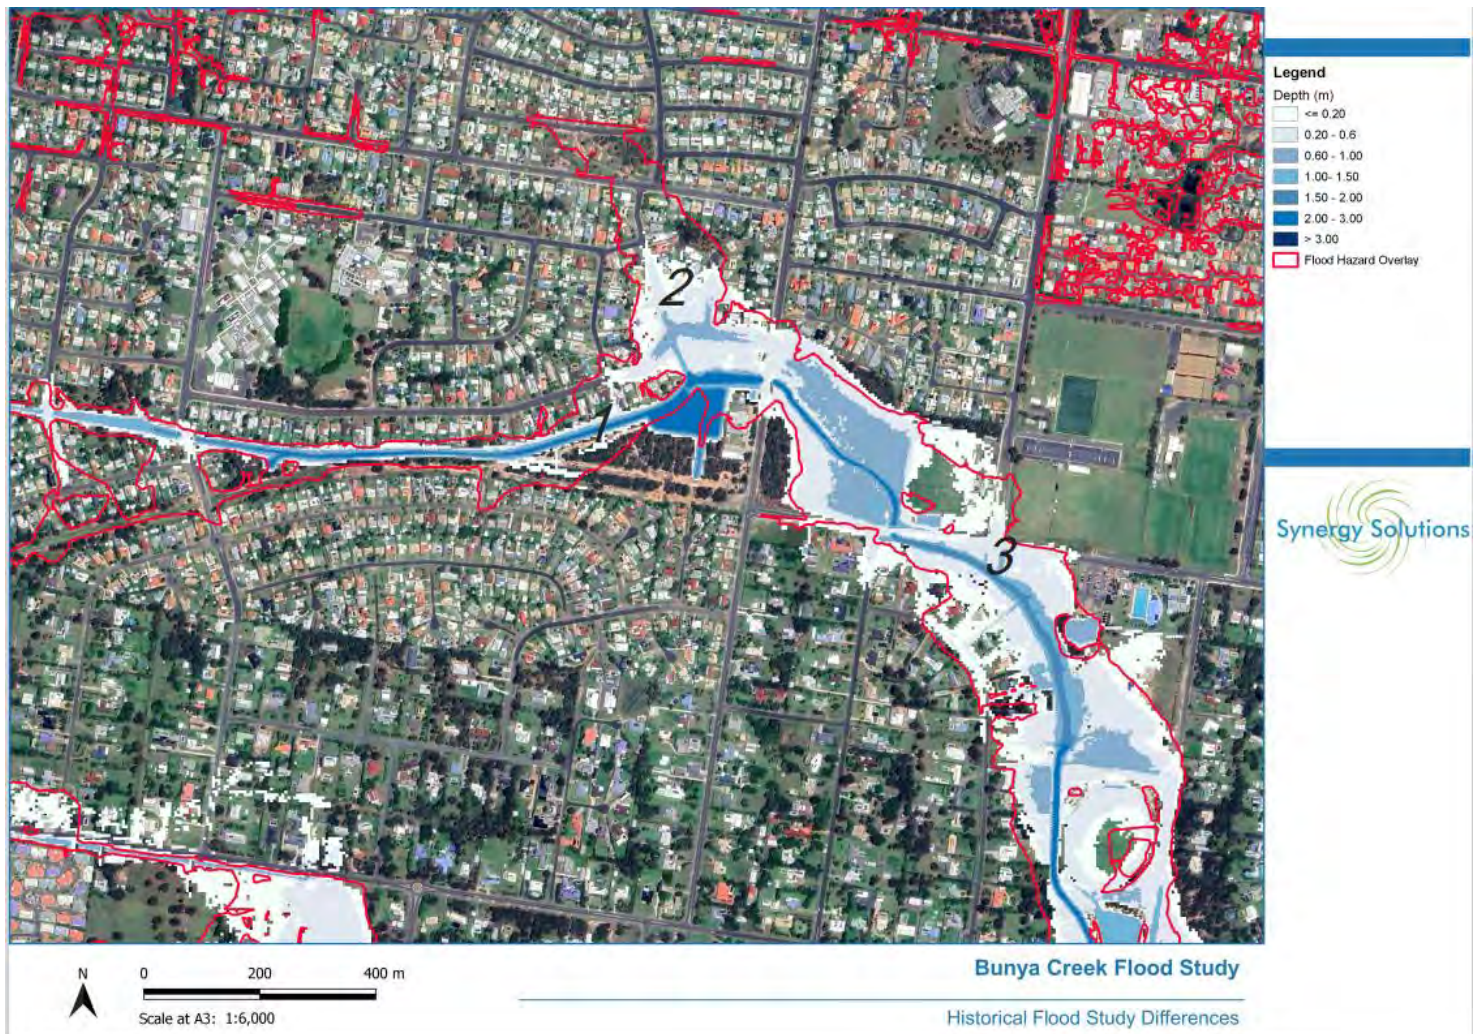 Legend
Depth (m)
<= 0.20
0.20 - 0.6
0.60 - 1.00
1.00- 1.50
1.50 - 2.00
2.00 - 3.00
> 3.00
Flood Hazard Overlay
2
1
3
Synergy Solutions
N
0 200 400 m
Scale at A3: 1:6,000
Bunya Creek Flood Study
Historical Flood Study Differences